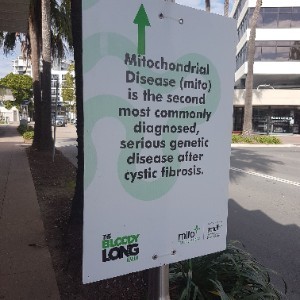 Mitochondrial
Disease (mito)
is the second
most commonly
diagnosed,
serious genetic
disease after
cystic fibrosis.
THE
BLOODY
LONG
WALK
mito